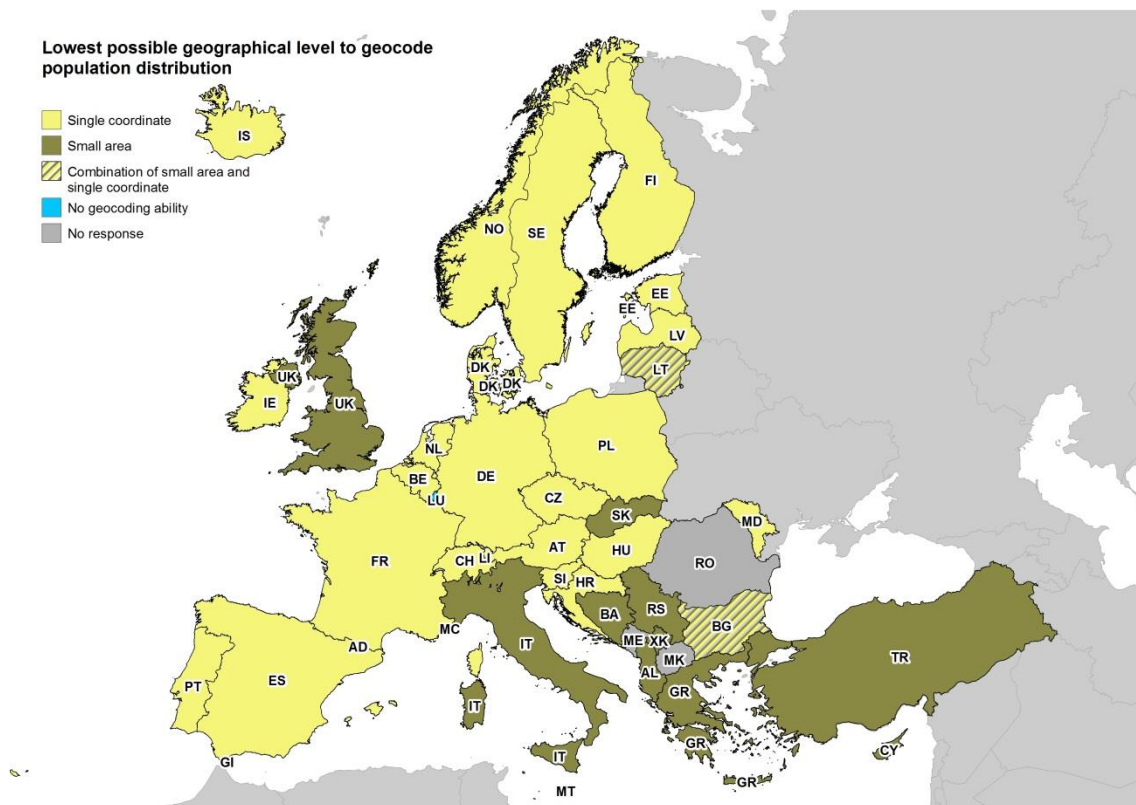 Lowest possible geographical level to geocode
population distribution
Single coordinate
Small area
Combination of small area and
single coordinate
No geocoding ability
No response
IS
FI
NO
SE
EE
EE
LV
LT
DK
DK
DK
UK
IE
UK
NL
PL
BE
DE
LU
CZ
SK
MD
FR
CH
LI
AT
HU
RO
SI
HR
BA
RS
BG
MC
IT
ME
XK
MK
TR
AD
AL
PT
ES
IT
GR
GR
CY
IT
GI
GR
MT